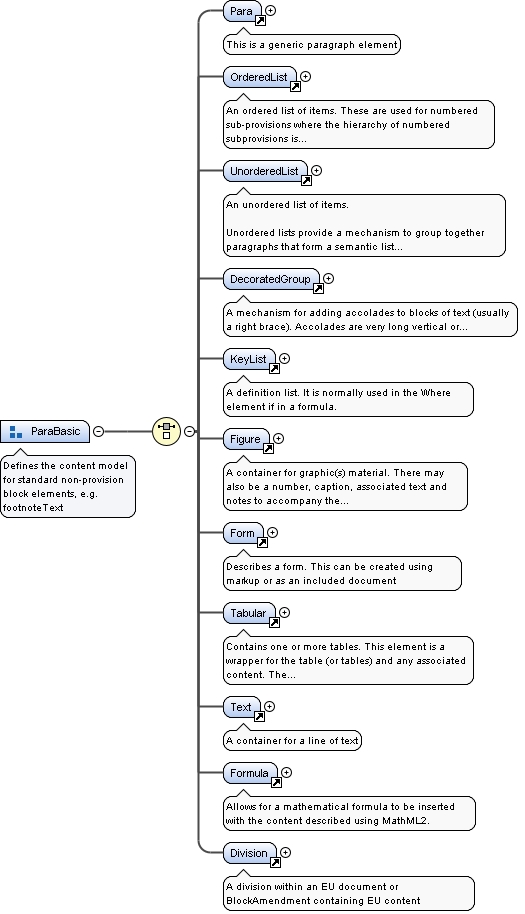 Para
This is a generic paragraph element
OrderedList
An ordered list of items. These are used for numbered
sub-provisions where the hierarchy of numbered
subprovisions is...
UnorderedList
An unordered list of items.
Unordered lists provide a mechanism to group together
paragraphs that form a semantic list...
DecoratedGroup
A mechanism for adding accolades to blocks of text (usually
a right brace). Accolades are very long vertical or...
KeyList
A definition list. It is normally used in the Where
element if in a formula.
ParaBasic
Defines the content model
for standard non-provision
block elements, e.g.
footnoteText
Figure
A container for graphic(s) material. There may
also be a number, caption, associated text and
notes to accompany the...
Form
Describes a form. This can be created using
markup or as an included document
Tabular
Contains one or more tables. This element is a
wrapper for the table (or tables) and any associated
content. The...
Text
A container for a line of text
Formula
Allows for a mathematical formula to be inserted
with the content described using MathML2.
Division
A division within an EU document or
BlockAmendment containing EU content